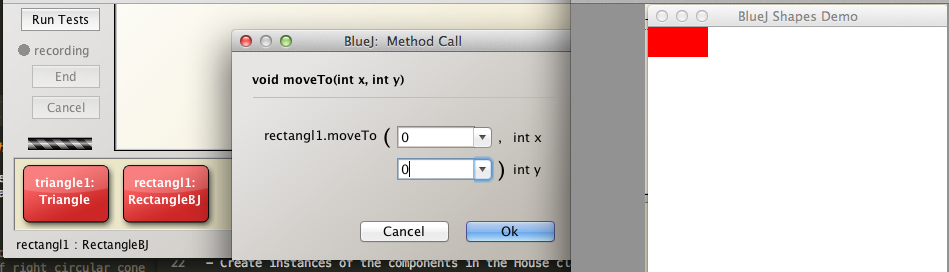 Run Tests
recording
End
Cancel
triangle1:
Triangle
rectangl1:
RectangleBJ
rectangl1 : RectangleBJ
BlueJ: Method Call
void moveTo(int x, int y)
rectangl1.moveTo ( 0 , int x
0 ) int y
Cancel
Ok
BlueJ Shapes Demo
f right circular cone
22 – Create instances of the components in the House cl